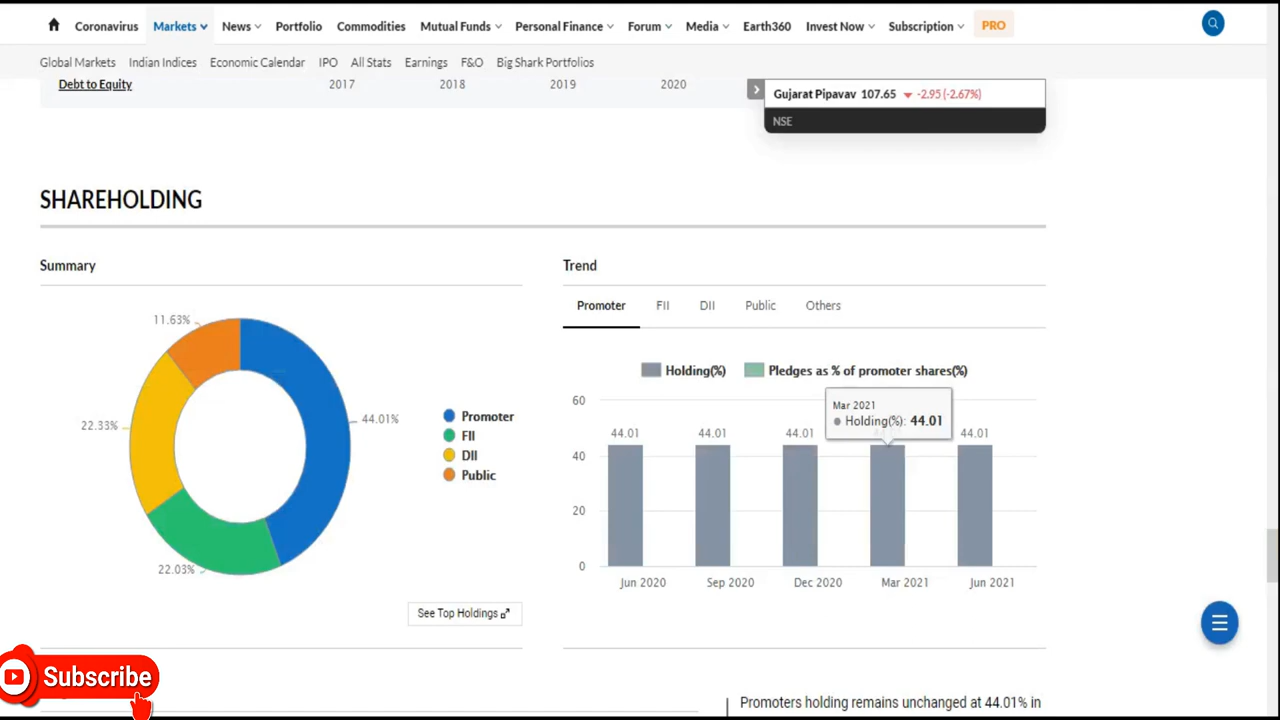 Coronavirus Markets News Portfolio Commodities Mutual Funds Personal Finance Forum Media Earth360 Invest Now Subscription PRO
Global Markets Indian Indices Economic Calendar IPO All Stats Earnings F&O Big Shark Portfolios
Debt to Equity 2017 2018 2019 2020
Gujarat Pipavav 107.65 -2.95 (-2.67%)
NSE
SHAREHOLDING
Summary
11.63%
22.33%
44.01%
22.03%
Promoter
FII
DII
Public
See Top Holdings
Trend
Promoter FII DII Public Others
Holding(%) Pledges as % of promoter shares(%)
Mar 2021
Holding(%): 44.01
60
40
20
0
44.01 44.01 44.01 44.01
Jun 2020 Sep 2020 Dec 2020 Mar 2021 Jun 2021
Subscribe
Promoters holding remains unchanged at 44.01% in